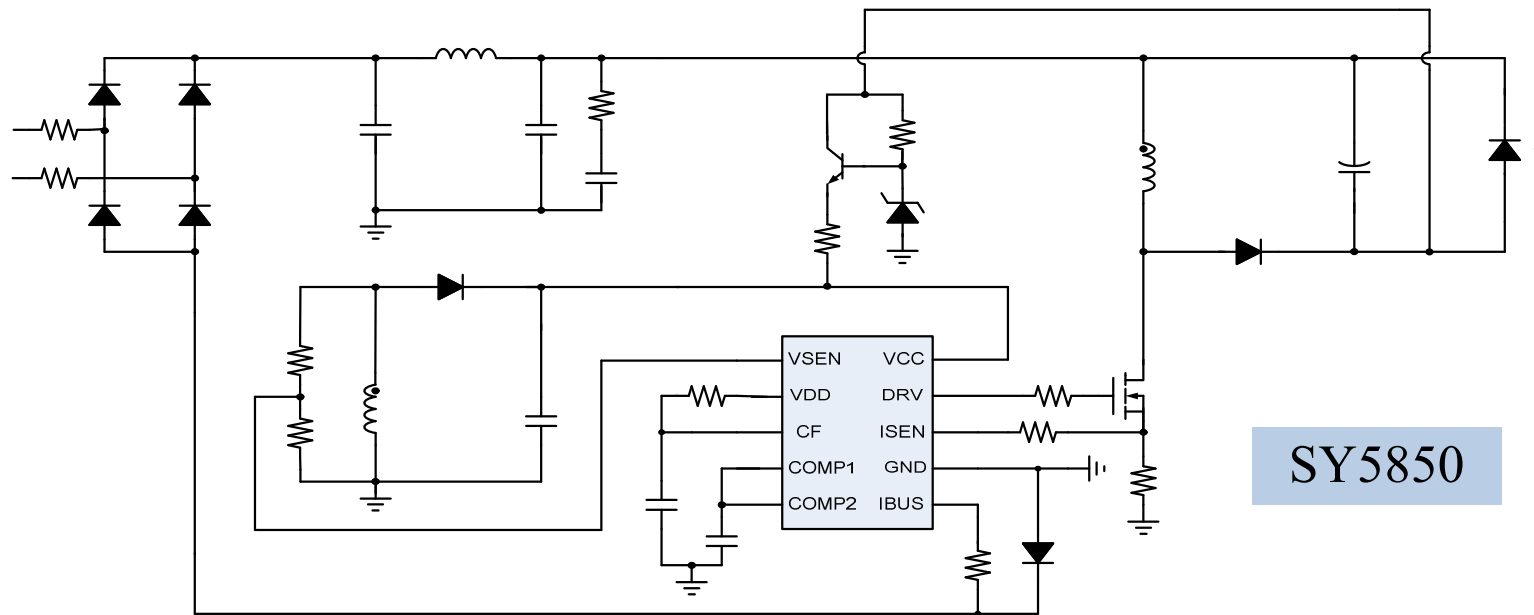 VSEN VCC
VDD DRV
CF ISEN
COMP1 GND
COMP2 IBUS
SY5850